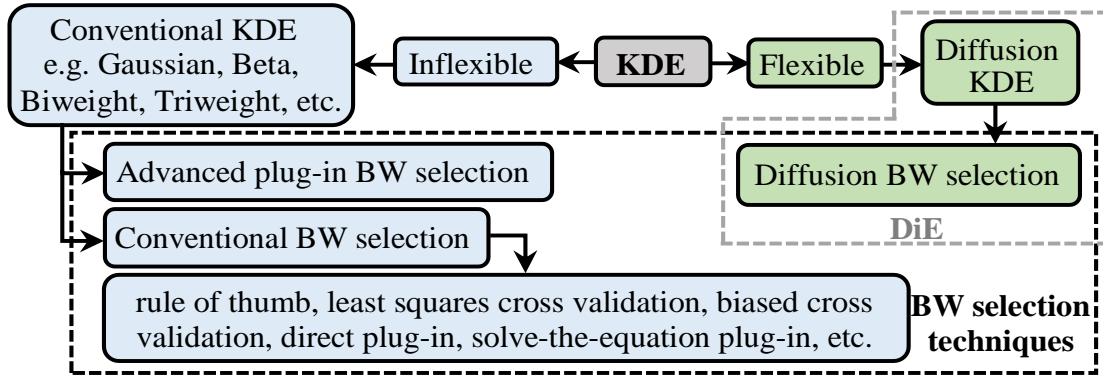 Conventional KDE
e.g. Gaussian, Beta,
Biweight, Triweight, etc.
Inflexible
KDE
Flexible
Diffusion
KDE
Advanced plug-in BW selection
Diffusion BW selection
DiE
Conventional BW selection
rule of thumb, least squares cross validation, biased cross
validation, direct plug-in, solve-the-equation plug-in, etc.
BW selection
techniques